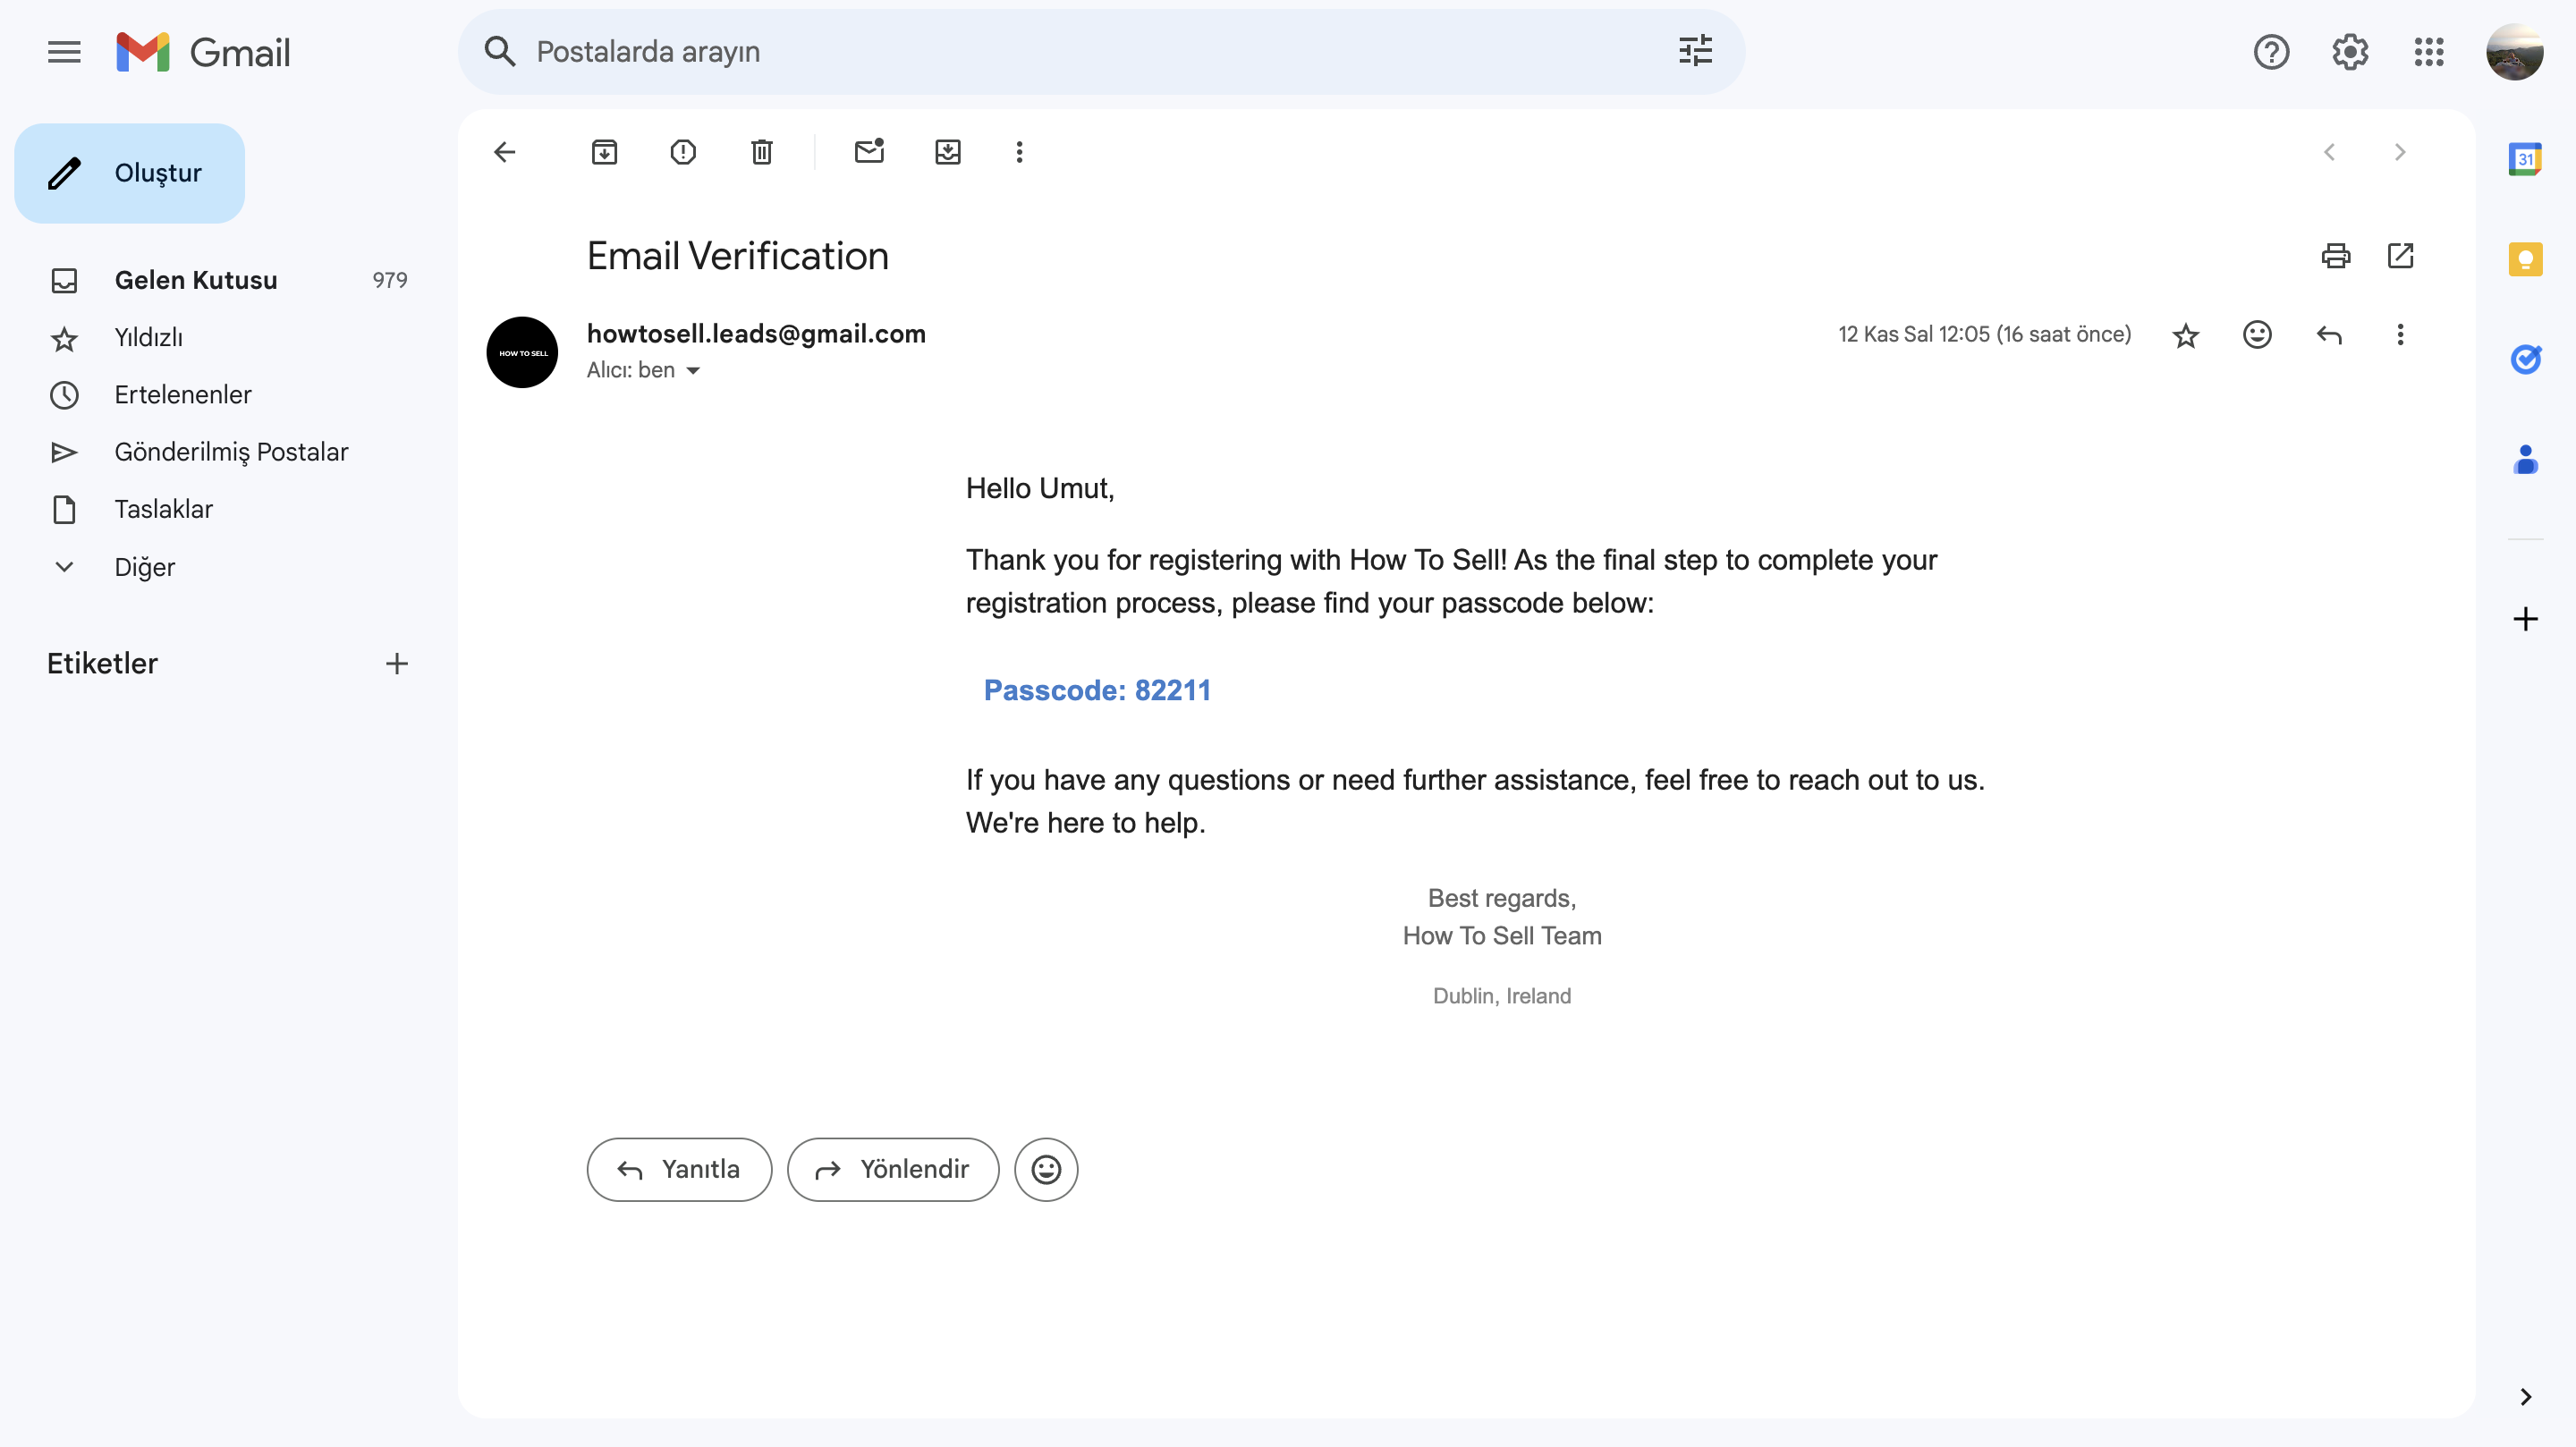 Gmail
Postalarda arayın
Oluştur
Gelen Kutusu 979
Yıldızlı
Ertelenenler
Gönderilmiş Postalar
Taslaklar
Diğer
Etiketler
Email Verification
HOW TO SELL
howtosell.leads@gmail.com
12 Kas Sal 12:05 (16 saat önce)
Alıcı: ben
Hello Umut,
Thank you for registering with How To Sell! As the final step to complete your
registration process, please find your passcode below:
Passcode: 82211
If you have any questions or need further assistance, feel free to reach out to us.
We're here to help.
Best regards,
How To Sell Team
Dublin, Ireland
Yanıtla
Yönlendir
31